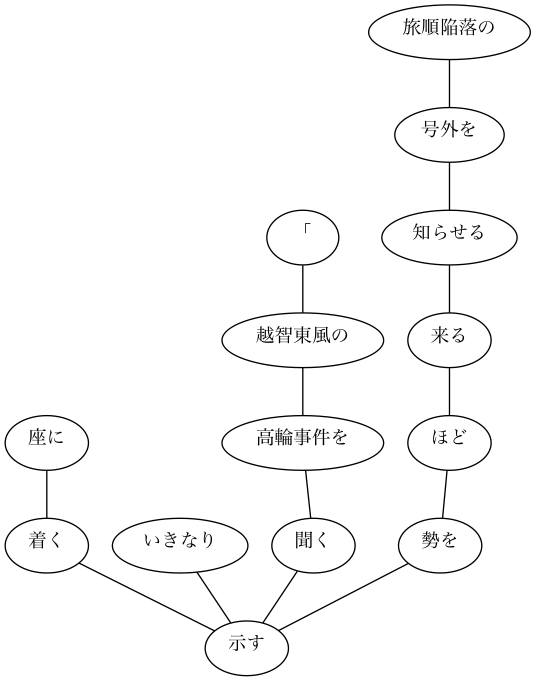 旅順陥落の
号外を
「
知らせる
越智東風の
来る
座に
高輪事件を
ほど
着く
いきなり
聞く
勢を
示す